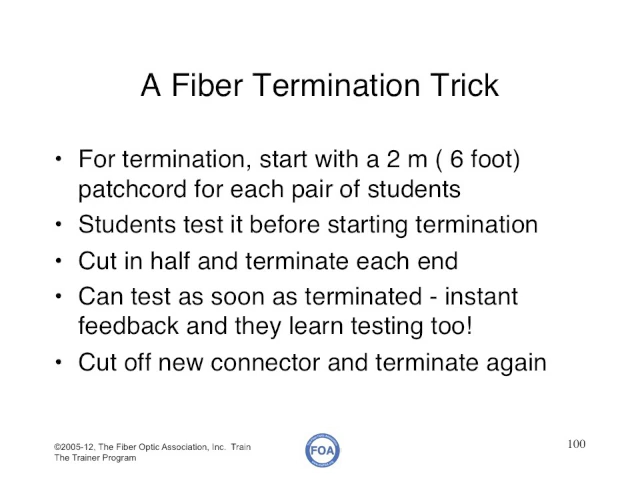 A Fiber Termination Trick
• For termination, start with a 2 m ( 6 foot)
patchcord for each pair of students
• Students test it before starting termination
• Cut in half and terminate each end
• Can test as soon as terminated - instant
feedback and they learn testing too!
• Cut off new connector and terminate again
©2005-12, The Fiber Optic Association, Inc. Train
The Trainer Program
FOA
100